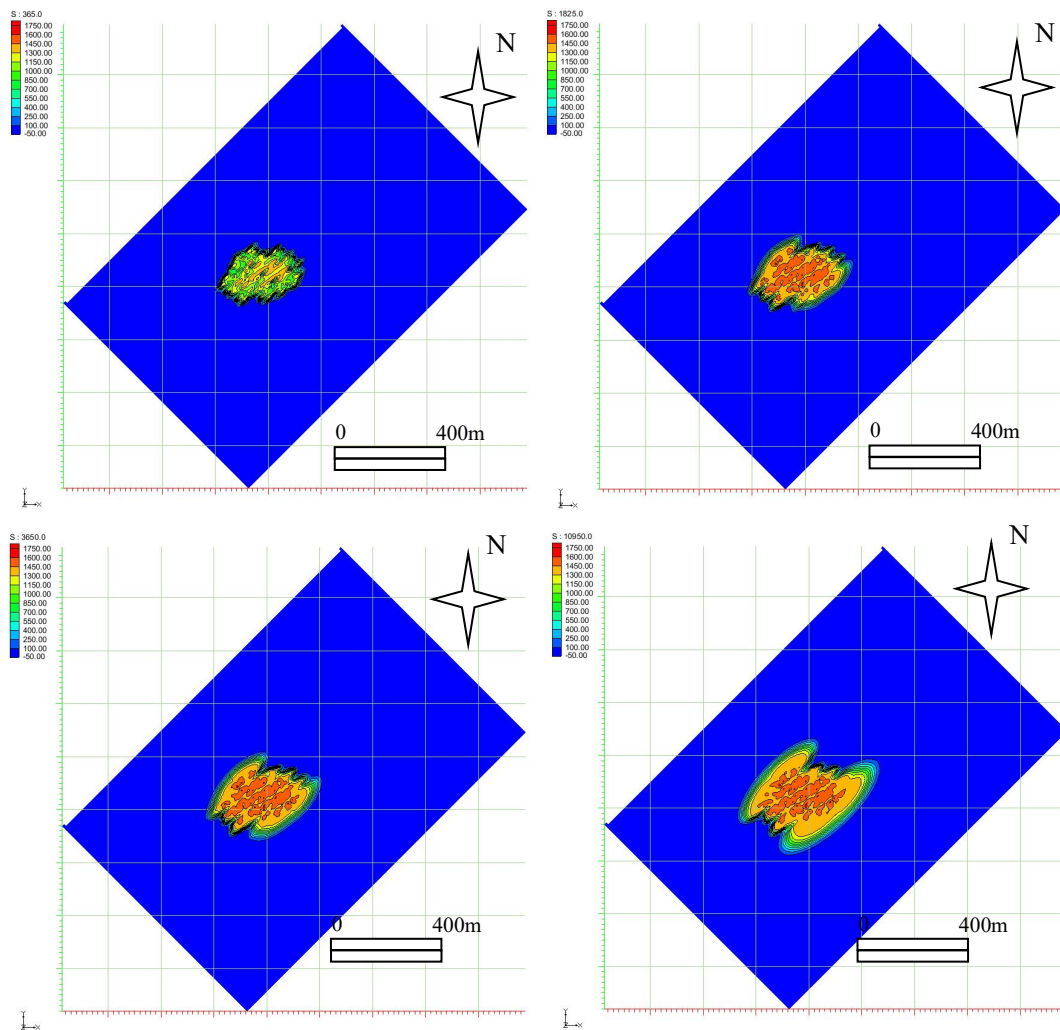 S : 365.0
1750.00
1600.00
1450.00
1300.00
1150.00
1000.00
850.00
700.00
550.00
400.00
250.00
100.00
-50.00
N
0 400m
Y
Z X
S : 1825.0
1750.00
1600.00
1450.00
1300.00
1150.00
1000.00
850.00
700.00
550.00
400.00
250.00
100.00
-50.00
N
0 400m
Y
Z X
S : 3650.0
1750.00
1600.00
1450.00
1300.00
1150.00
1000.00
850.00
700.00
550.00
400.00
250.00
100.00
-50.00
N
0 400m
Y
Z X
S : 10950.0
1750.00
1600.00
1450.00
1300.00
1150.00
1000.00
850.00
700.00
550.00
400.00
250.00
100.00
-50.00
N
0 400m
Y
Z X